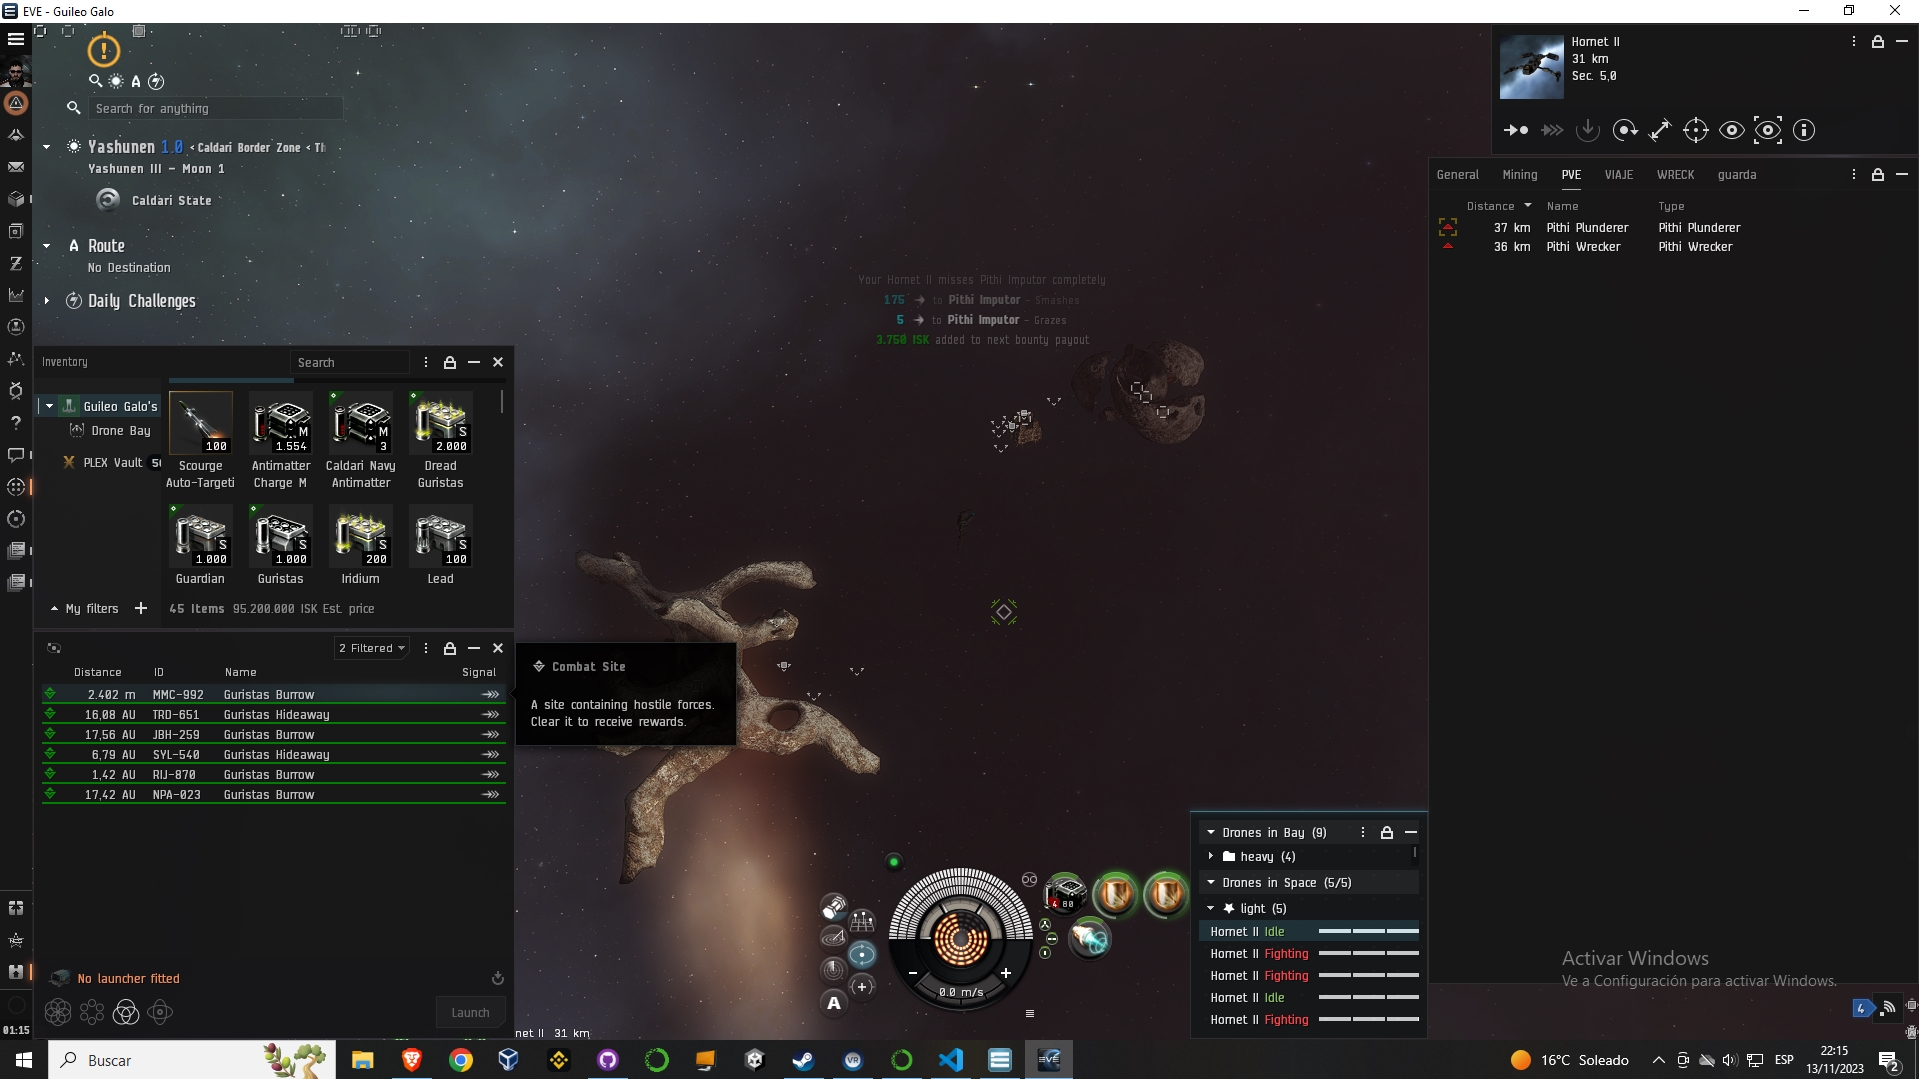 EVE - Guileo Galo
Search for anything
Yashunen 1.0 < Caldari Border Zone < Th
Yashunen III - Moon 1
Caldari State
Route
No Destination
Daily Challenges
Inventory
Search
Guileo Galo's
Drone Bay
PLEX Vault
100
Scourge
Auto-Targeti
M
1.554
Antimatter
Charge M
M
3
Caldari Navy
Antimatter
S
2.000
Dread
Guristas
S
1.000
Guardian
S
1.000
Guristas
S
200
Iridium
S
100
Lead
My filters
45 Items 95.200.000 ISK Est. price
2 Filtered
Distance ID Name Signal
2.402 m MMC-992 Guristas Burrow
16,08 AU TRD-651 Guristas Hideaway
17,56 AU JBH-259 Guristas Burrow
6,79 AU SYL-540 Guristas Hideaway
1,42 AU RIJ-870 Guristas Burrow
17,42 AU NPA-023 Guristas Burrow
No launcher fitted
Launch
01:15
Combat Site
A site containing hostile forces.
Clear it to receive rewards.
Your Hornet II misses Pithi Imputor completely
175 to Pithi Imputor - Smashes
5 to Pithi Imputor - Grazes
3.750 ISK added to next bounty payout
net II 31 km
A
0.0 m/s
4 80
Hornet II
31 km
Sec. 5,0
General Mining PVE VIAJE WRECK guarda
Distance Name Type
37 km Pithi Plunderer Pithi Plunderer
36 km Pithi Wrecker Pithi Wrecker
Drones in Bay (9)
heavy (4)
Drones in Space (5/5)
light (5)
Hornet II Idle
Hornet II Fighting
Hornet II Fighting
Hornet II Idle
Hornet II Fighting
Activar Windows
Ve a Configuración para activar Windows.
4
Buscar
VR
EVE
16°C Soleado
ESP
22:15
13/11/2023
2